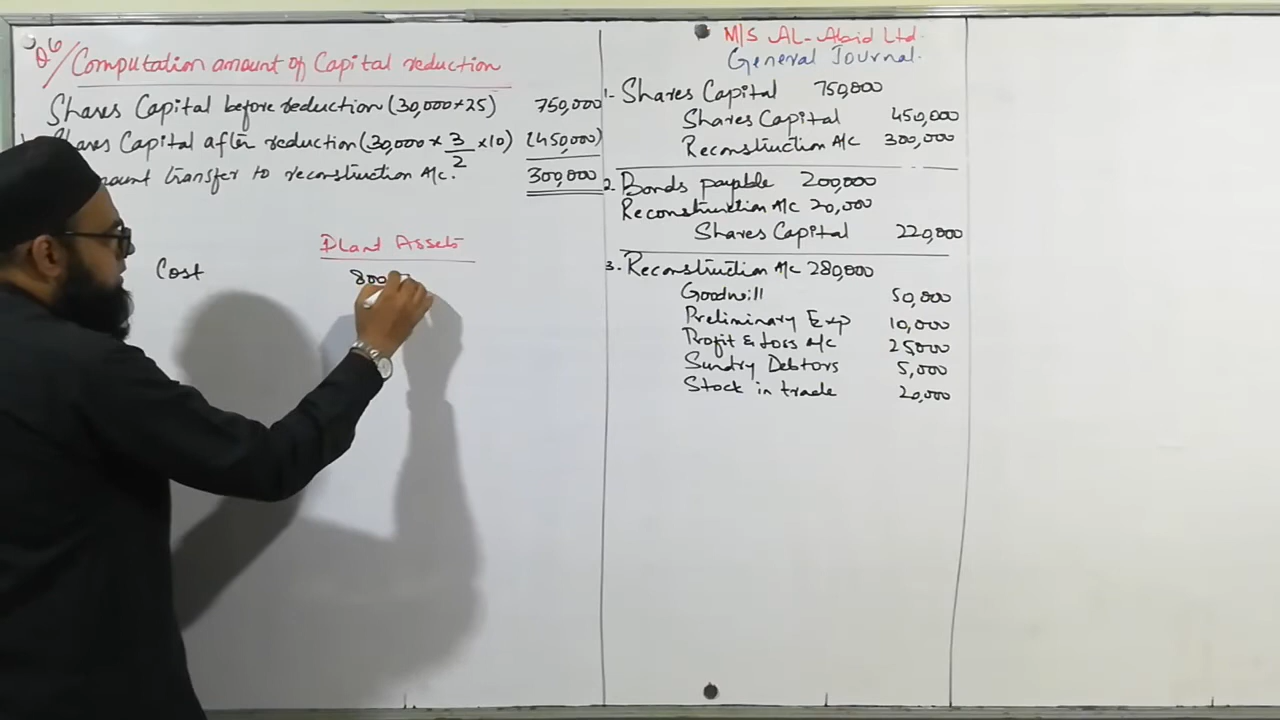 Q6/ Computation amount of Capital reduction
Shares Capital before reduction (30,000×25) 750,000
Shares Capital after reduction (30,000 × 3/2 ×10) (450,000)
mount transfer to reconstruction A/c. 300,000
Plant Assets
Cost 800
M/S AL-Abid Ltd.
General Journal.
1- Shares Capital 750,000
Shares Capital 450,000
Reconstruction A/c 300,000
2- Bonds payable 200,000
Reconstruction A/c 20,000
Shares Capital 220,000
3- Reconstruction A/c 280,000
Goodwill 50,000
Preliminary Exp 10,000
Profit & Loss A/c 25000
Sundry Debtors 5,000
Stock in trade 20,000